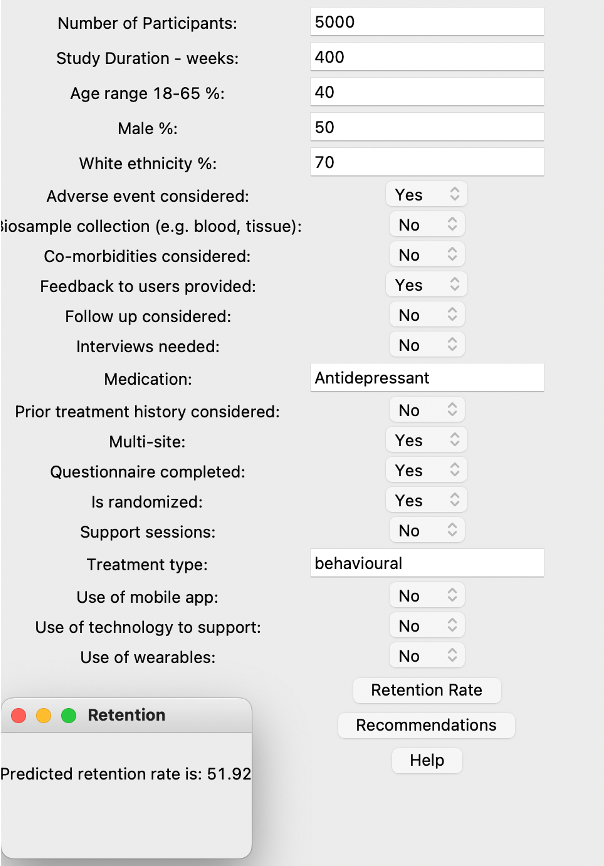 Number of Participants: 5000
Study Duration - weeks: 400
Age range 18-65 %: 40
Male %: 50
White ethnicity %: 70
Adverse event considered: Yes
iosample collection (e.g. blood, tissue): No
Co-morbidities considered: No
Feedback to users provided: Yes
Follow up considered: No
Interviews needed: No
Medication: Antidepressant
Prior treatment history considered: No
Multi-site: Yes
Questionnaire completed: Yes
Is randomized: Yes
Support sessions: No
Treatment type: behavioural
Use of mobile app: No
Use of technology to support: No
Use of wearables: No
Retention Rate
Recommendations
Help
Retention
Predicted retention rate is: 51.92